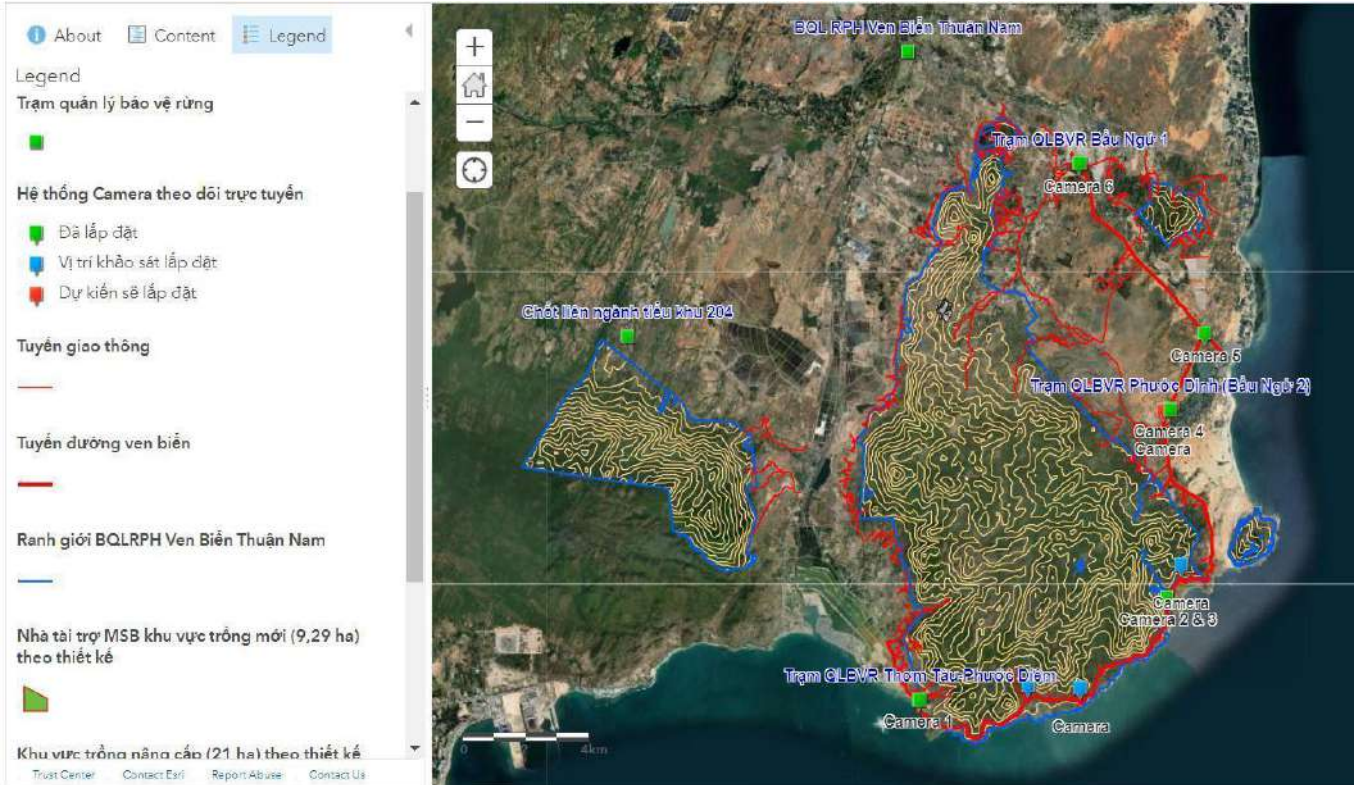 About Content Legend
Legend
Trạm quản lý bảo vệ rừng
Hệ thống Camera theo dõi trực tuyến
Đã lắp đặt
Vị trí khảo sát lắp đặt
Dự kiến sẽ lắp đặt
Tuyến giao thông
Tuyến đường ven biển
Ranh giới BQLRPH Ven Biển Thuận Nam
Nhà tài trợ MSB khu vực trồng mới (9,29 ha)
theo thiết kế
Khu vực trồng nâng cấp (21 ha) theo thiết kế
Trust Center Contact Esri Report Abuse Contact Us
BQL RPH Ven Biển Thuận Nam
Trạm QLBVR Bầu Ngứ 1
Camera 6
Chốt liên ngành tiểu khu 204
Camera 5
Trạm QLBVR Phước Dinh (Bầu Ngứ 2)
Camera 4
Camera
Camera
Camera 2 & 3
Trạm QLBVR Thom Tàu-Phước Diêm
Camera 1
Camera
0 2 4km